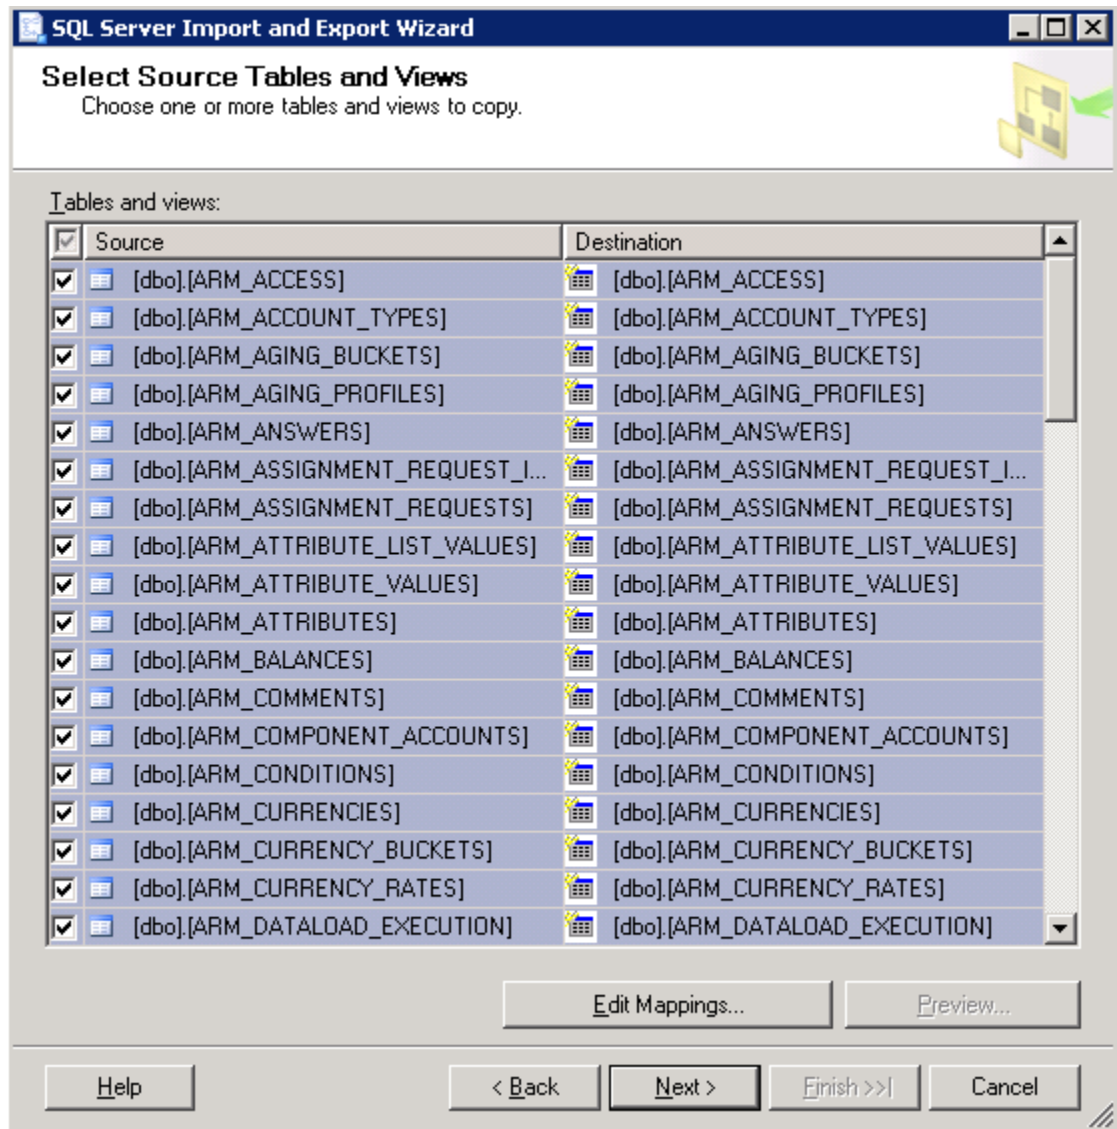 SQL Server Import and Export Wizard
Select Source Tables and Views
Choose one or more tables and views to copy.
Tables and views:
Source Destination
[dbo].[ARM_ACCESS] [dbo].[ARM_ACCESS]
[dbo].[ARM_ACCOUNT_TYPES] [dbo].[ARM_ACCOUNT_TYPES]
[dbo].[ARM_AGING_BUCKETS] [dbo].[ARM_AGING_BUCKETS]
[dbo].[ARM_AGING_PROFILES] [dbo].[ARM_AGING_PROFILES]
[dbo].[ARM_ANSWERS] [dbo].[ARM_ANSWERS]
[dbo].[ARM_ASSIGNMENT_REQUEST_I... [dbo].[ARM_ASSIGNMENT_REQUEST_I...
[dbo].[ARM_ASSIGNMENT_REQUESTS] [dbo].[ARM_ASSIGNMENT_REQUESTS]
[dbo].[ARM_ATTRIBUTE_LIST_VALUES] [dbo].[ARM_ATTRIBUTE_LIST_VALUES]
[dbo].[ARM_ATTRIBUTE_VALUES] [dbo].[ARM_ATTRIBUTE_VALUES]
[dbo].[ARM_ATTRIBUTES] [dbo].[ARM_ATTRIBUTES]
[dbo].[ARM_BALANCES] [dbo].[ARM_BALANCES]
[dbo].[ARM_COMMENTS] [dbo].[ARM_COMMENTS]
[dbo].[ARM_COMPONENT_ACCOUNTS] [dbo].[ARM_COMPONENT_ACCOUNTS]
[dbo].[ARM_CONDITIONS] [dbo].[ARM_CONDITIONS]
[dbo].[ARM_CURRENCIES] [dbo].[ARM_CURRENCIES]
[dbo].[ARM_CURRENCY_BUCKETS] [dbo].[ARM_CURRENCY_BUCKETS]
[dbo].[ARM_CURRENCY_RATES] [dbo].[ARM_CURRENCY_RATES]
[dbo].[ARM_DATALOAD_EXECUTION] [dbo].[ARM_DATALOAD_EXECUTION]
Edit Mappings... Preview...
Help < Back Next > Finish >>| Cancel